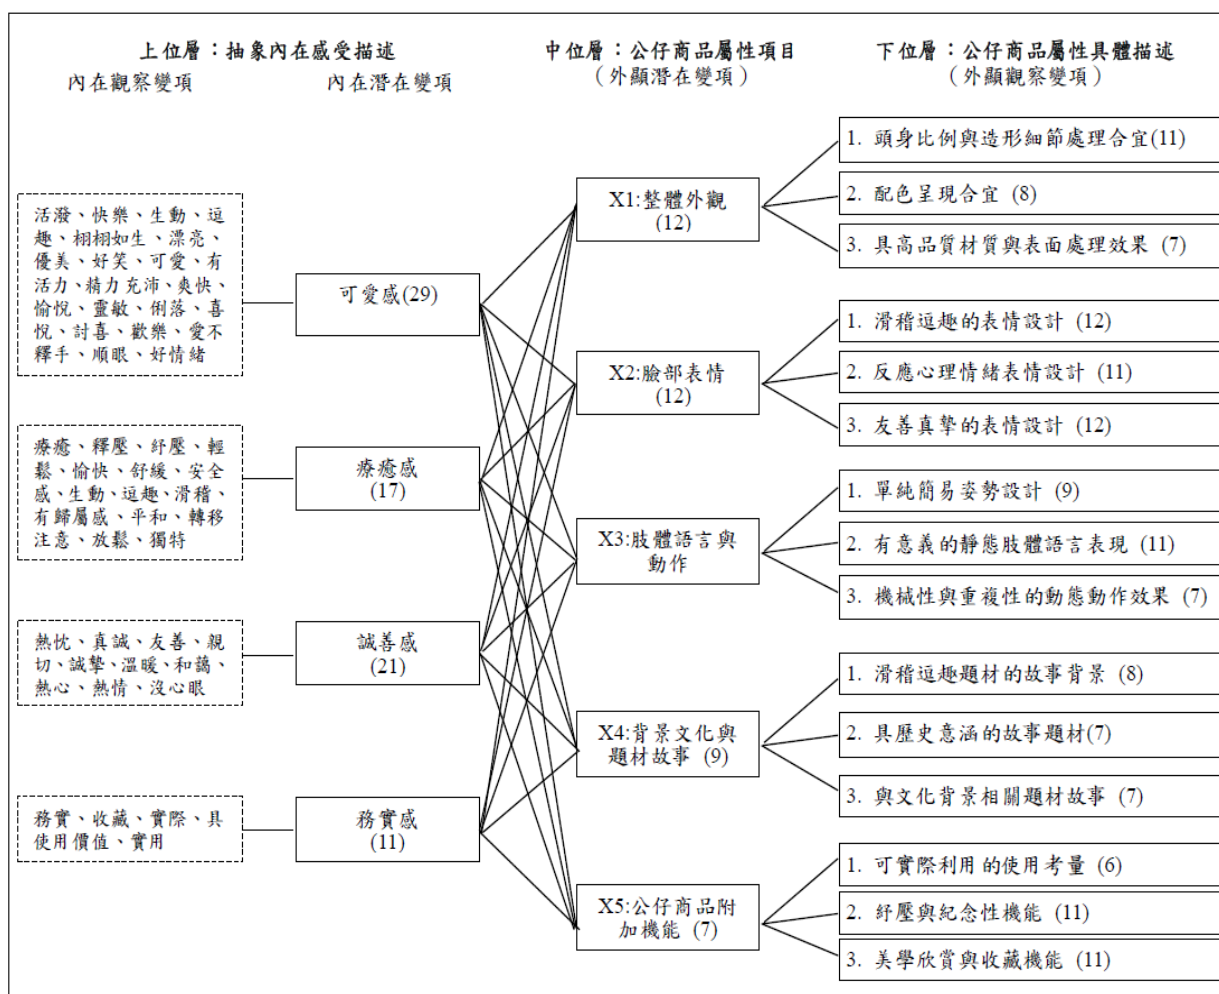 上位層：抽象內在感受描述
內在觀察變項
內在潛在變項
中位層：公仔商品屬性項目
（外顯潛在變項）
下位層：公仔商品屬性具體描述
（外顯觀察變項）
活潑、快樂、生動、逗
趣、栩栩如生、漂亮、
優美、好笑、可愛、有
活力、精力充沛、爽快、
愉悅、靈敏、俐落、喜
悅、討喜、歡樂、愛不
釋手、順眼、好情緒
療癒、釋壓、紓壓、輕
鬆、愉快、舒緩、安全
感、生動、逗趣、滑稽、
有歸屬感、平和、轉移
注意、放鬆、獨特
熱忱、真誠、友善、親
切、誠摯、溫暖、和藹、
熱心、熱情、沒心眼
務實、收藏、實際、具
使用價值、實用
可愛感(29)
療癒感
(17)
誠善感
(21)
務實感
(11)
X1:整體外觀
(12)
X2:臉部表情
(12)
X3:肢體語言與
動作
X4:背景文化與
題材故事 (9)
X5:公仔商品附
加機能 (7)
1. 頭身比例與造形細節處理合宜(11)
2. 配色呈現合宜 (8)
3. 具高品質材質與表面處理效果 (7)
1. 滑稽逗趣的表情設計 (12)
2. 反應心理情緒表情設計 (11)
3. 友善真摯的表情設計 (12)
1. 單純簡易姿勢設計 (9)
2. 有意義的靜態肢體語言表現 (11)
3. 機械性與重複性的動態動作效果 (7)
1. 滑稽逗趣題材的故事背景 (8)
2. 具歷史意涵的故事題材(7)
3. 與文化背景相關題材故事 (7)
1. 可實際利用的使用考量 (6)
2. 紓壓與紀念性機能 (11)
3. 美學欣賞與收藏機能 (11)